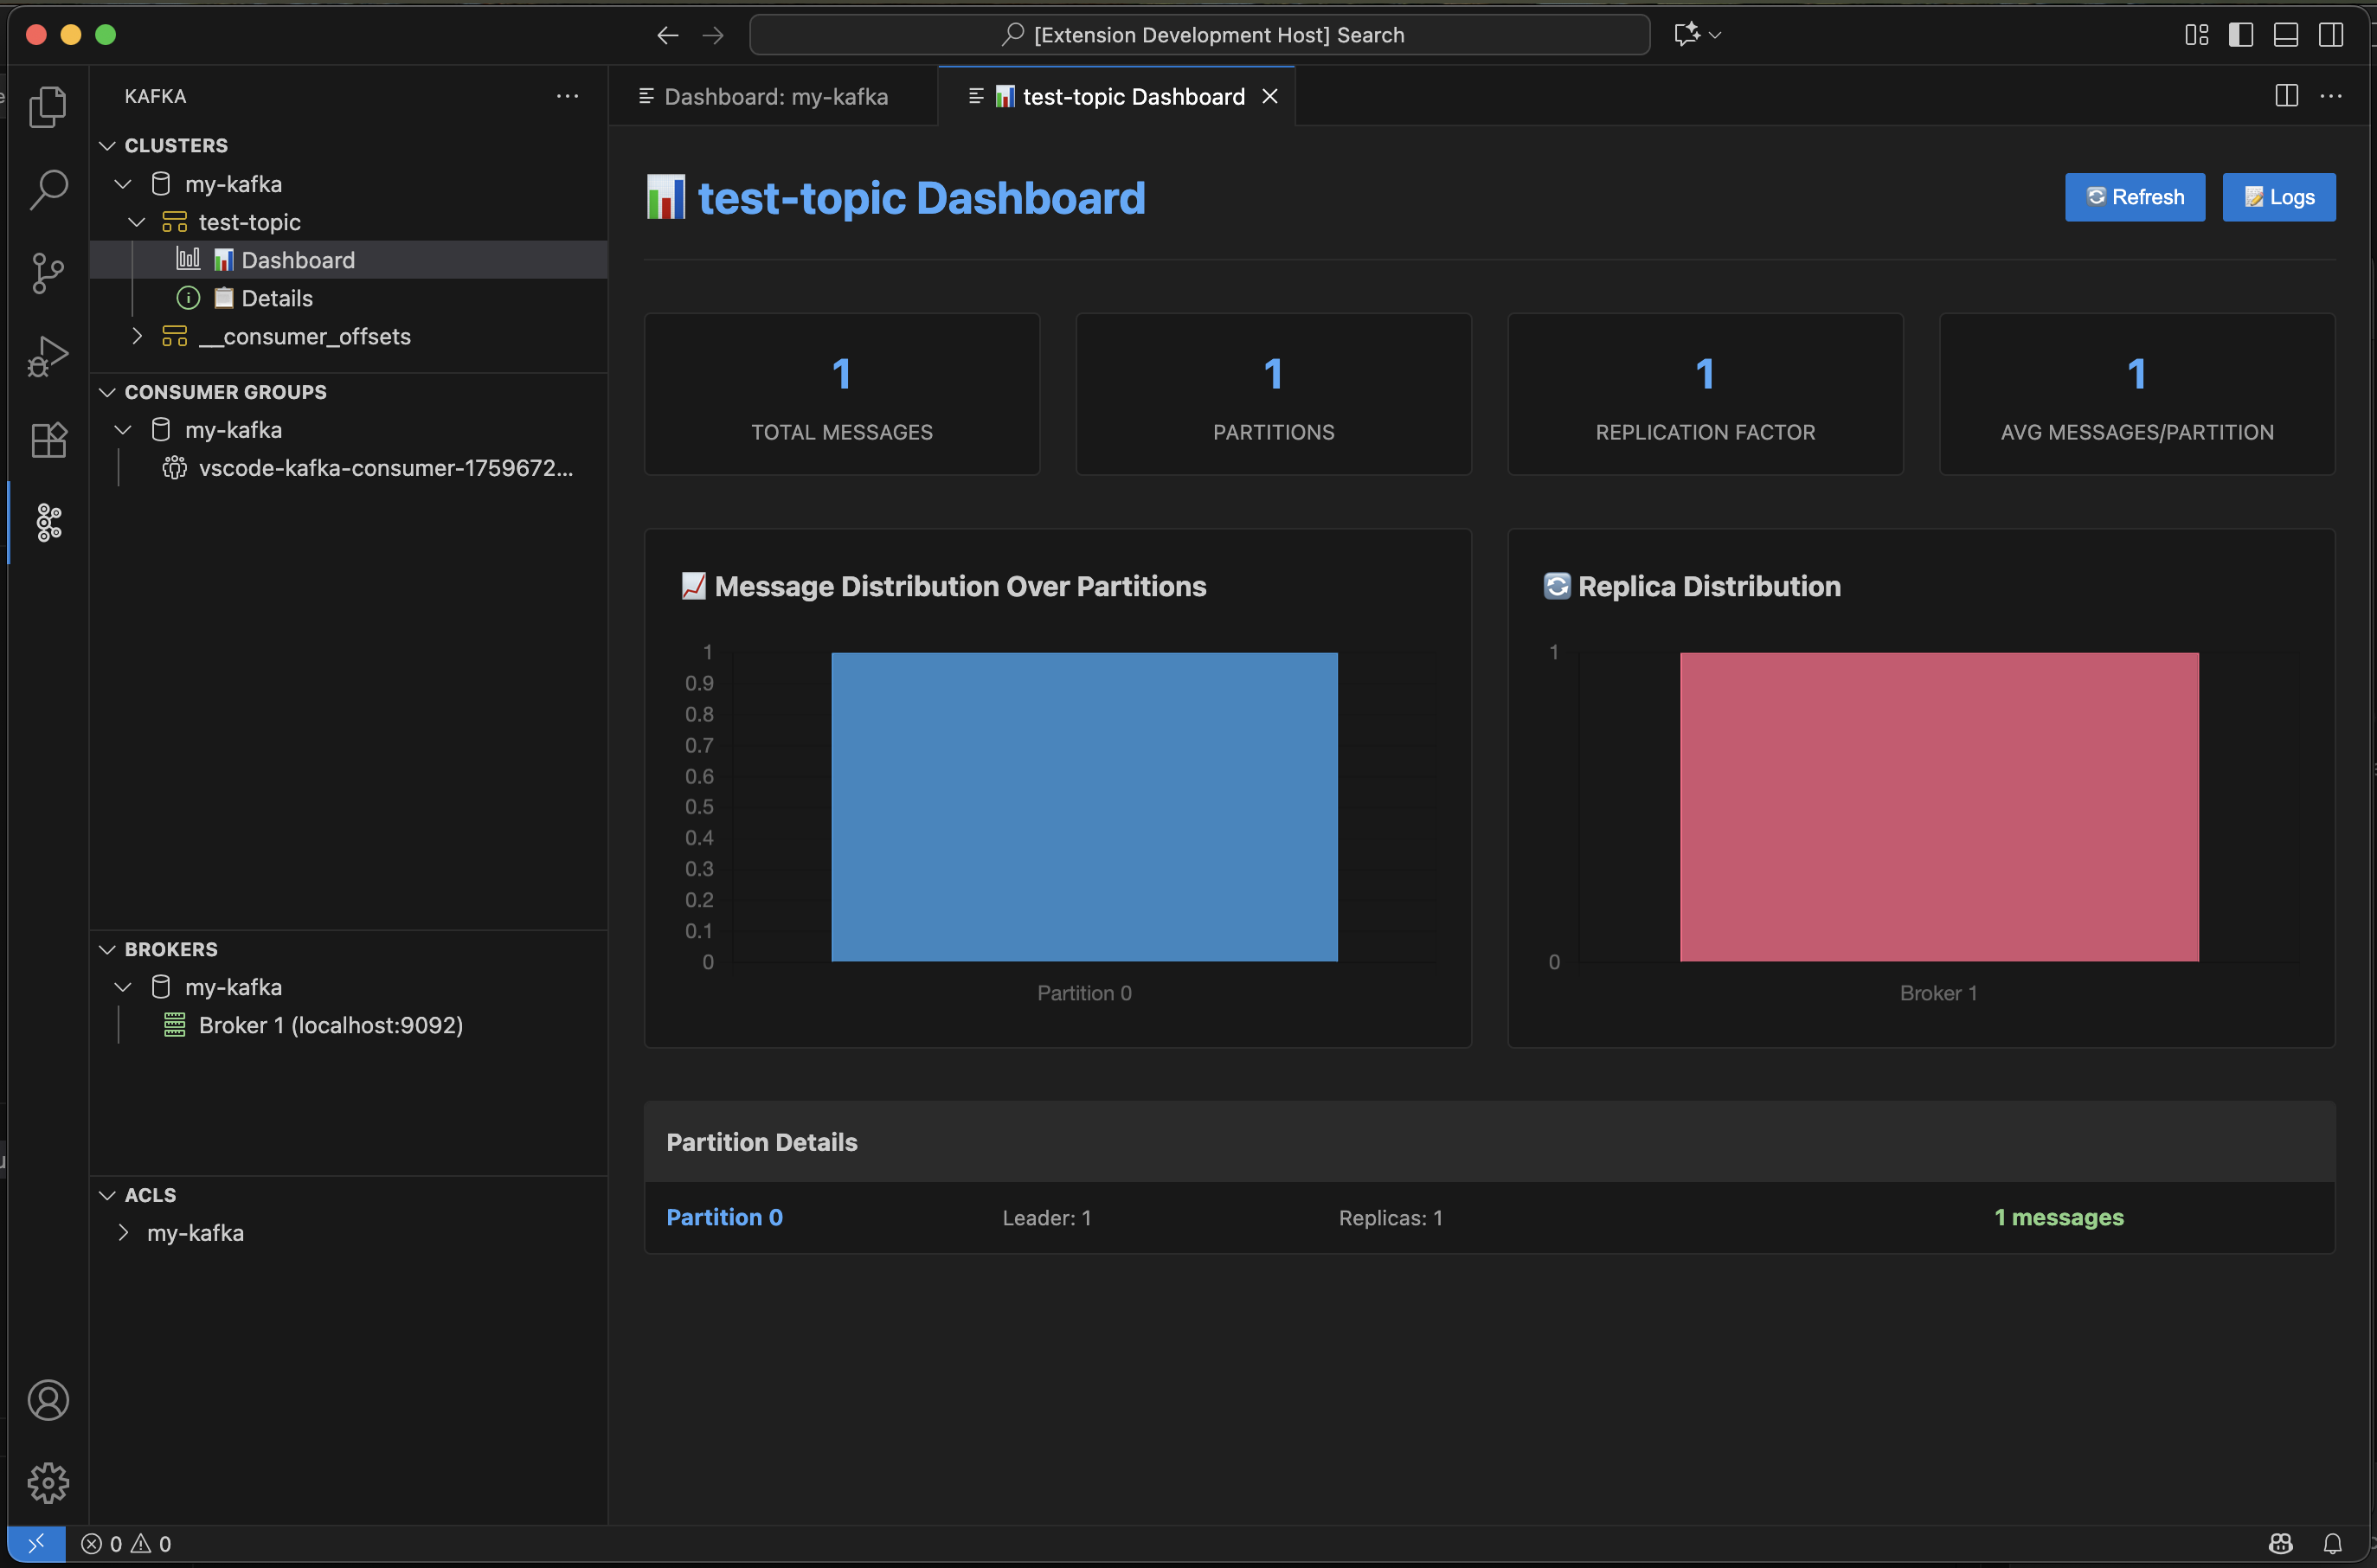 [Extension Development Host] Search
KAFKA
CLUSTERS
my-kafka
test-topic
Dashboard
Details
__consumer_offsets
CONSUMER GROUPS
my-kafka
vscode-kafka-consumer-1759672...
BROKERS
my-kafka
Broker 1 (localhost:9092)
ACLS
my-kafka
0 0
Dashboard: my-kafka
test-topic Dashboard
test-topic Dashboard
Refresh
Logs
1
TOTAL MESSAGES
1
PARTITIONS
1
REPLICATION FACTOR
1
AVG MESSAGES/PARTITION
Message Distribution Over Partitions
1
0.9
0.8
0.7
0.6
0.5
0.4
0.3
0.2
0.1
0
Partition 0
Replica Distribution
1
0
Broker 1
Partition Details
Partition 0 Leader: 1 Replicas: 1 1 messages